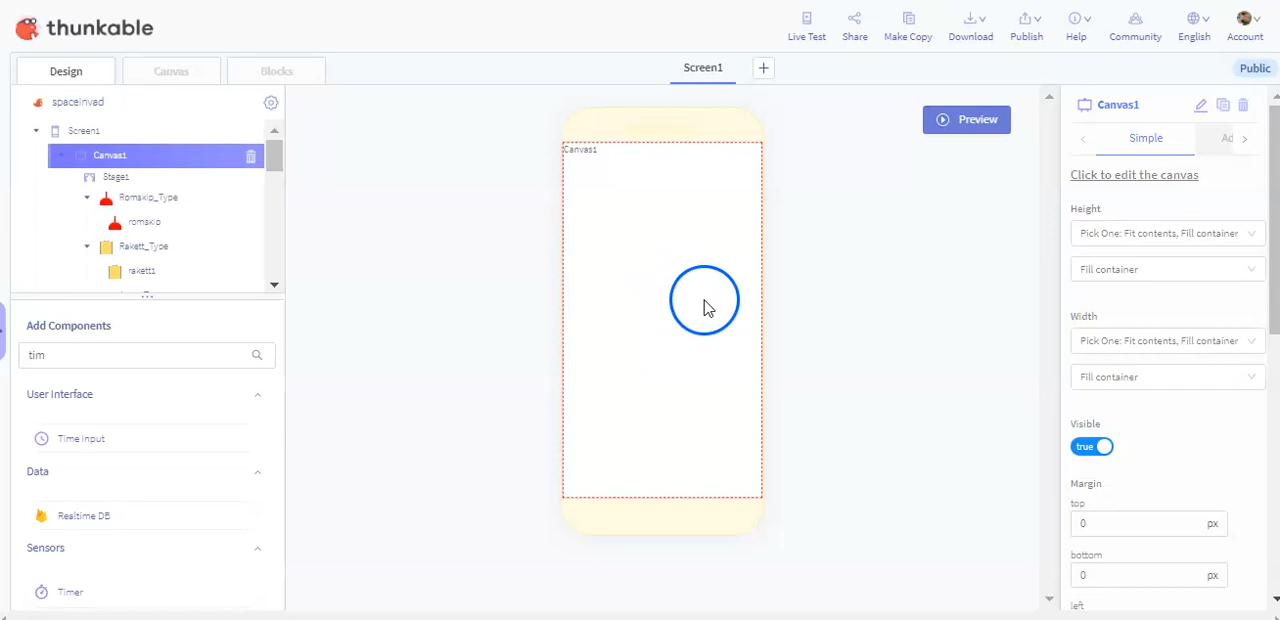 thunkable
Live Test
Share
Make Copy
Download
Publish
Help
Community
English
Account
Design
Canvas
Blocks
Screen1
+
Public
spaceInvad
Screen1
Canvas1
Stage1
Romskip_Type
romskip
Rakett_Type
rakett1
Add Components
tim
User Interface
Time Input
Data
Realtime DB
Sensors
Timer
Canvas1
Preview
Canvas1
Simple
Ad
Click to edit the canvas
Height
Pick One: Fit contents, Fill container
Fill container
Width
Pick One: Fit contents, Fill container
Fill container
Visible
true
Margin
top
0 px
bottom
0 px
left